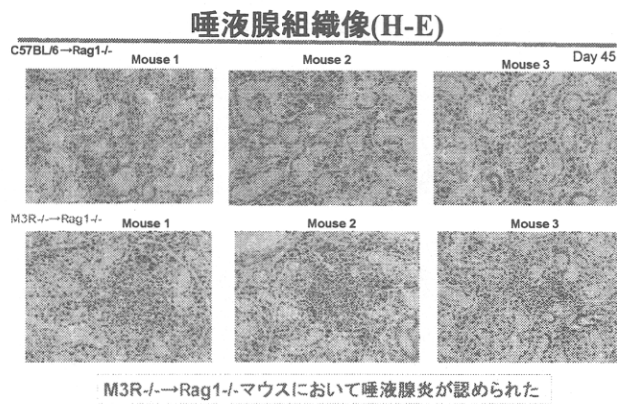 唾液腺組織像(H-E)
C57BL/6→Rag1-/-
Mouse 1
Mouse 2
Mouse 3
Day 45
M3R-/-→Rag1-/-
Mouse 1
Mouse 2
Mouse 3
M3R-/-→Rag1-/-マウスにおいて唾液腺炎が認められた